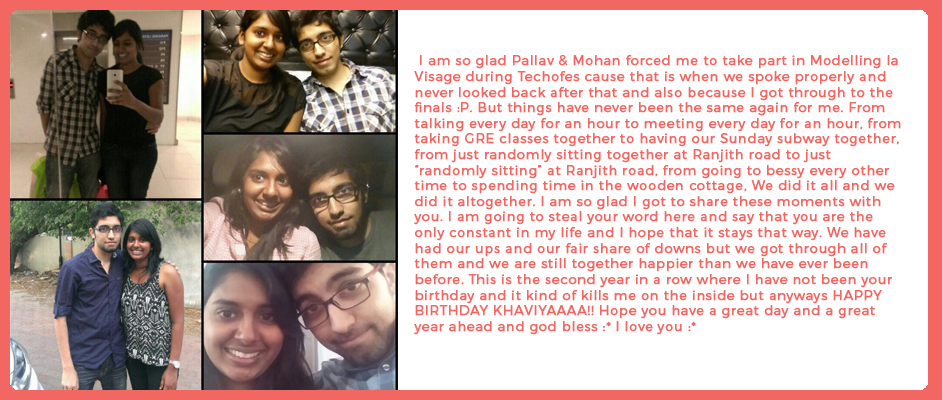 I am so glad Pallav & Mohan forced me to take part in Modelling la
Visage during Techofes cause that is when we spoke properly and
never looked back after that and also because I got through to the
finals :P. But things have never been the same again for me. From
talking every day for an hour to meeting every day for an hour, from
taking GRE classes together to having our Sunday subway together,
from just randomly sitting together at Ranjith road to just
"randomly sitting" at Ranjith road, from going to bessy every other
time to spending time in the wooden cottage, We did it all and we
did it altogether. I am so glad I got to share these moments with
you. I am going to steal your word here and say that you are the
only constant in my life and I hope that it stays that way. We have
had our ups and our fair share of downs but we got through all of
them and we are still together happier than we have ever been
before. This is the second year in a row where I have not been your
birthday and it kind of kills me on the inside but anyways HAPPY
BIRTHDAY KHAVIYAAAA!! Hope you have a great day and a great
year ahead and god bless :* I love you :*